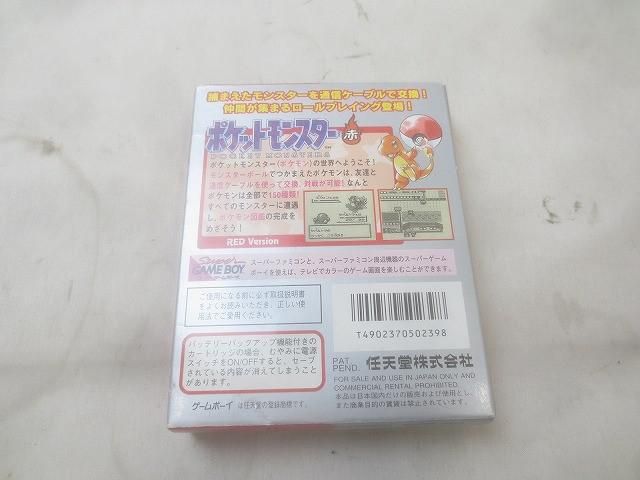 捕まえたモンスターを通信ケーブルで交換！
仲間が集まるロールプレイング登場！
ポケットモンスター 赤
POCKET MONSTERS
ポケットモンスター(ポケモン)の世界へようこそ！
モンスターボールでつかまえたポケモンは、友達と
通信ケーブルを使って交換、対戦が可能！なんと
ポケモンは全部で150種類！
すべてのモンスターに遭遇
し、ポケモン図鑑の完成を
めざそう！
RED Version
Super
GAME BOY
スーパーファミコンと、スーパーファミコン周辺機器のスーパーゲーム
ボーイを使えば、テレビでカラーのゲーム画面を楽しむことができます。
ご使用になる前に必ず取扱説明書
をよくお読みいただき、正しい使
用法でご愛用ください。
T4902370502398
バッテリーバックアップ機能付きの
カートリッジの場合、むやみに電源
スイッチをON/OFFすると、セーブ
されている内容が消えてしまうこと
があります。
PAT.
PEND.
任天堂株式会社
FOR SALE AND USE IN JAPAN ONLY AND
COMMERCIAL RENTAL PROHIBITED.
本品は日本国内だけの販売および使用とし、
また商業目的の賃貸は禁止されています。
ゲームボーイ は任天堂の登録商標です。